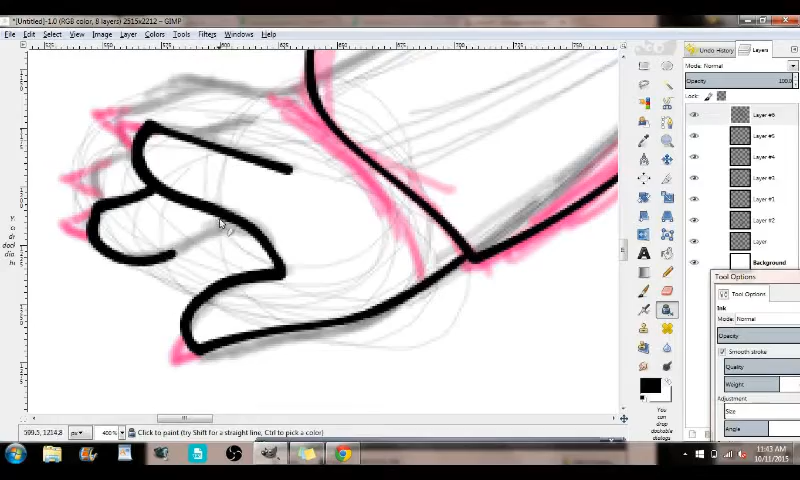 *[Untitled]-1.0 (RGB color, 8 layers) 2515x2212 – GIMP
File Edit Select View Image Layer Colors Tools Filters Windows Help
Undo History Layers
Mode: Normal
Opacity 100.0
Lock:
Layer #6
Layer #5
Layer #4
Layer #3
Layer #1
Layer #2
Layer
Background
Tool Options
Tool Options
Ink
Mode: Normal
Opacity
Smooth stroke
Quality
Weight
Adjustment
Size
Angle
You
can
drop
dockable
dialogs
599.5, 1214.8 px 400% Click to paint (try Shift for a straight line, Ctrl to pick a color)
11:43 AM
10/11/2015